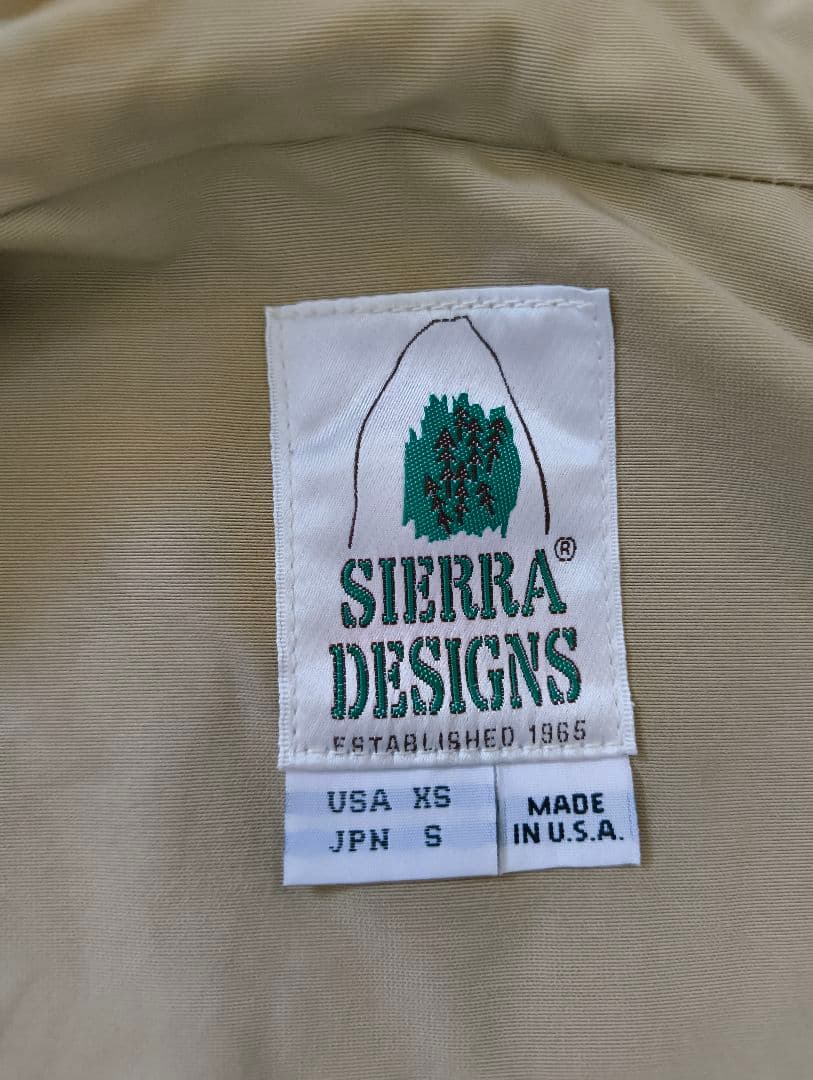 SIERRA®
DESIGNS
ESTABLISHED 1965
USA XS
JPN S
MADE
IN U.S.A.